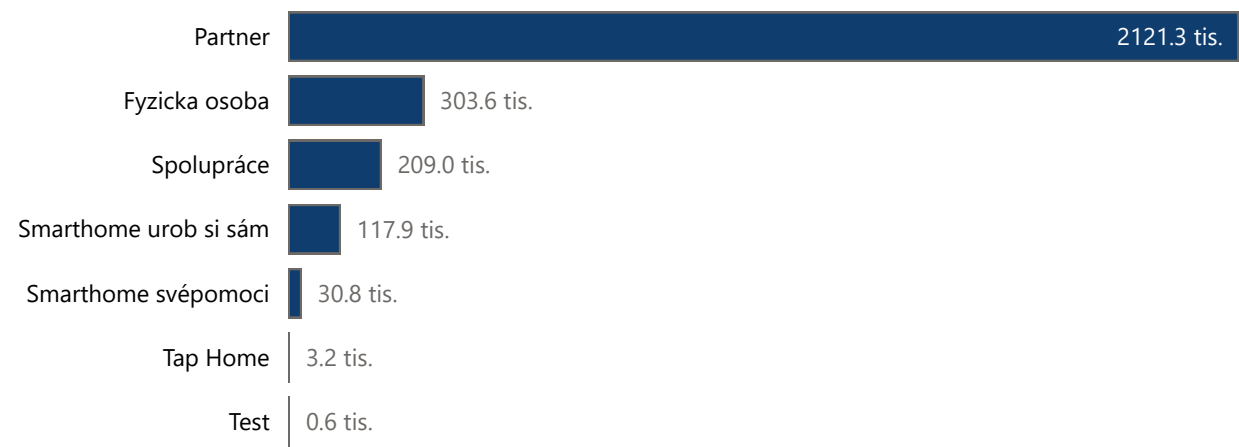 Partner 2121.3 tis.
Fyzicka osoba 303.6 tis.
Spolupráce 209.0 tis.
Smarthome urob si sám 117.9 tis.
Smarthome svépomoci 30.8 tis.
Tap Home 3.2 tis.
Test 0.6 tis.